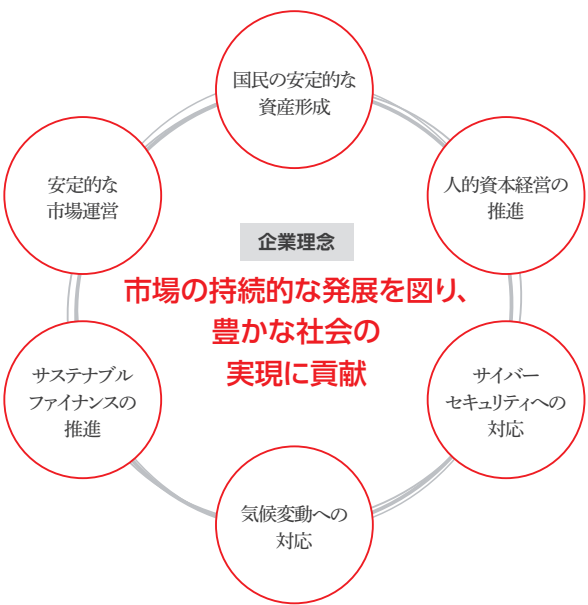 国民の安定的な
資産形成
安定的な
市場運営
人的資本経営の
推進
企業理念
市場の持続的な発展を図り、
豊かな社会の
実現に貢献
サステナブル
ファイナンスの
推進
サイバー
セキュリティへの
対応
気候変動への
対応